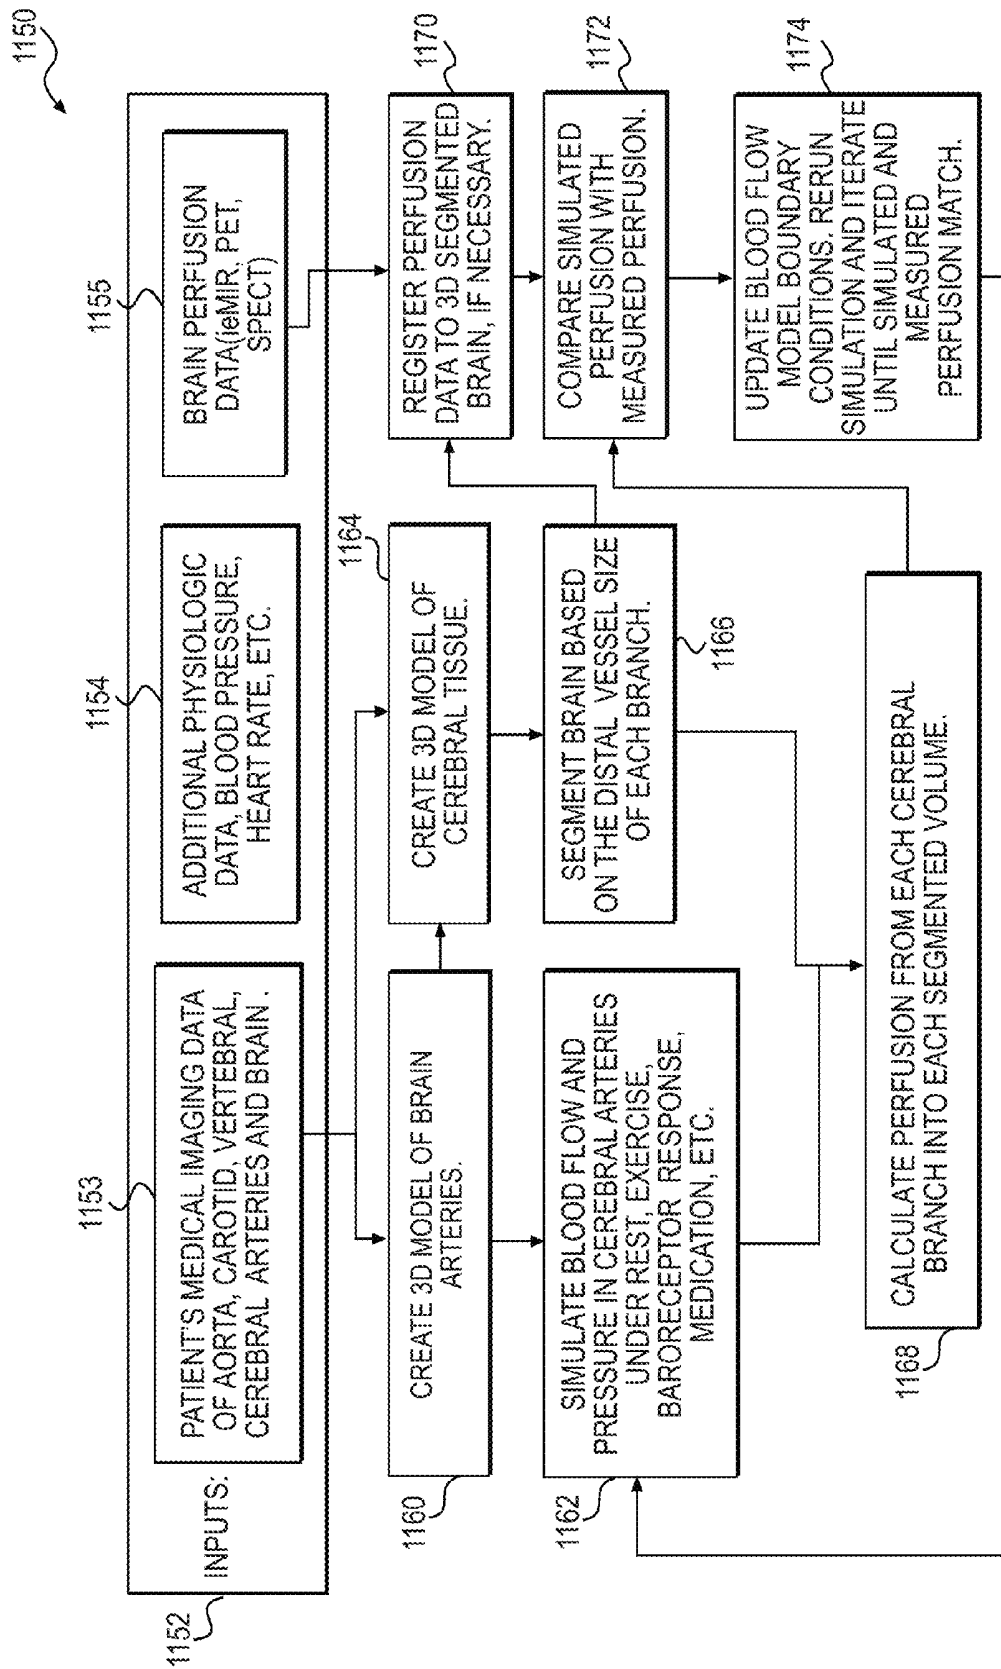 1150
1152
INPUTS:
1153
PATIENT'S MEDICAL IMAGING DATA
OF AORTA, CAROTID, VERTEBRAL,
CEREBRAL ARTERIES AND BRAIN .
1154
ADDITIONAL PHYSIOLOGIC
DATA, BLOOD PRESSURE,
HEART RATE, ETC.
1155
BRAIN PERFUSION
DATA(ieMIR, PET,
SPECT)
1160
CREATE 3D MODEL OF BRAIN
ARTERIES.
1164
CREATE 3D MODEL OF
CEREBRAL TISSUE.
1170
REGISTER PERFUSION
DATA TO 3D SEGMENTED
BRAIN, IF NECESSARY.
1162
SIMULATE BLOOD FLOW AND
PRESSURE IN CEREBRAL ARTERIES
UNDER REST, EXERCISE,
BARORECEPTOR RESPONSE,
MEDICATION, ETC.
1166
SEGMENT BRAIN BASED
ON THE DISTAL VESSEL SIZE
OF EACH BRANCH.
1172
COMPARE SIMULATED
PERFUSION WITH
MEASURED PERFUSION.
1168
CALCULATE PERFUSION FROM EACH CEREBRAL
BRANCH INTO EACH SEGMENTED VOLUME.
1174
UPDATE BLOOD FLOW
MODEL BOUNDARY
CONDITIONS. RERUN
SIMULATION AND ITERATE
UNTIL SIMULATED AND
MEASURED
PERFUSION MATCH.